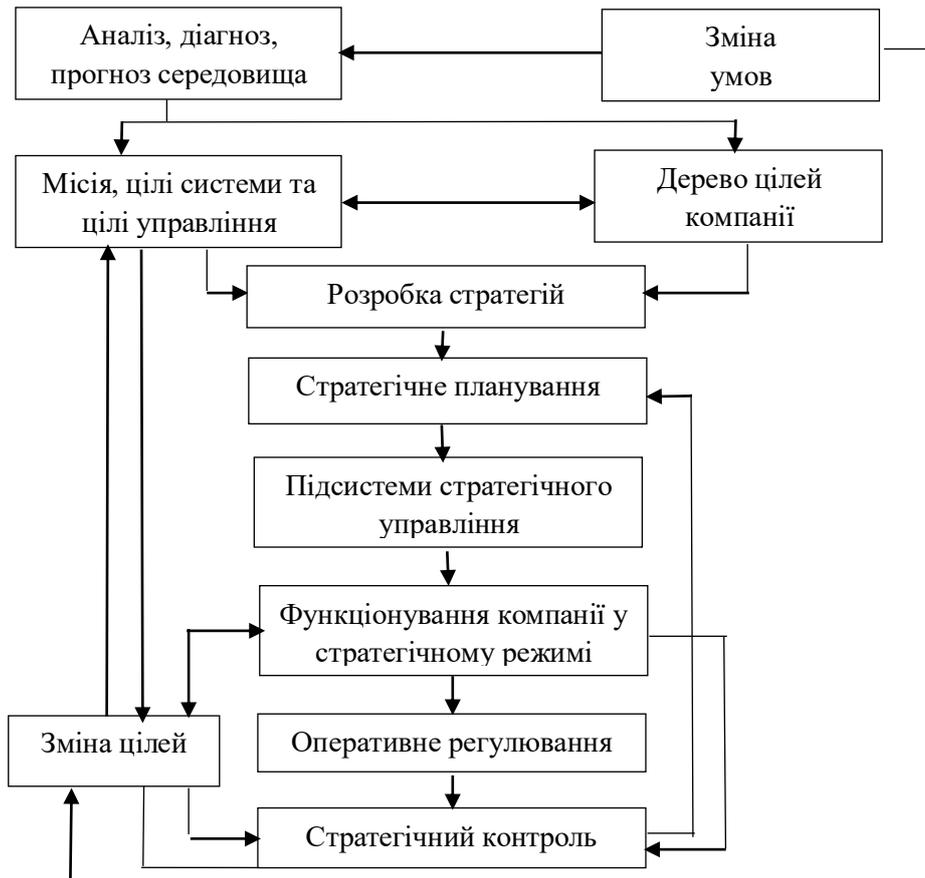 Аналіз, діагноз,
прогноз середовища
Зміна
умов
Місія, цілі системи та
цілі управління
Дерево цілей
компанії
Розробка стратегій
Стратегічне планування
Підсистеми стратегічного
управління
Функціонування компанії у
стратегічному режимі
Зміна цілей
Оперативне регулювання
Стратегічний контроль